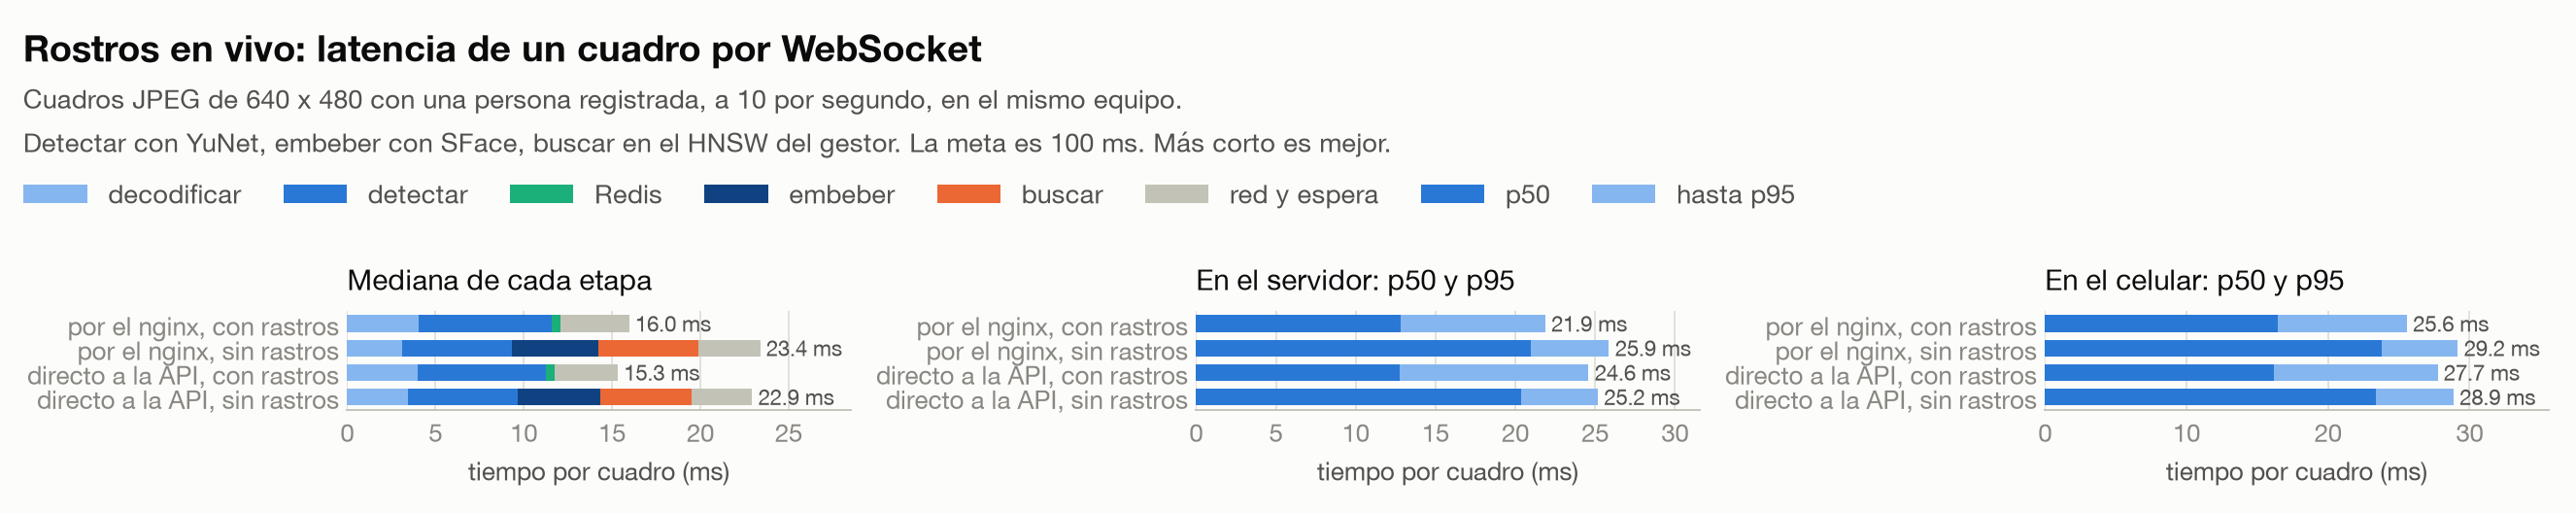 Rostros en vivo: latencia de un cuadro por WebSocket
Cuadros JPEG de 640 x 480 con una persona registrada, a 10 por segundo, en el mismo equipo.
Detectar con YuNet, embeber con SFace, buscar en el HNSW del gestor. La meta es 100 ms. Más corto es mejor.
decodificar detectar Redis embeber buscar red y espera p50 hasta p95
Mediana de cada etapa
por el nginx, con rastros 16.0 ms
por el nginx, sin rastros 23.4 ms
directo a la API, con rastros 15.3 ms
directo a la API, sin rastros 22.9 ms
0 5 10 15 20 25
tiempo por cuadro (ms)
En el servidor: p50 y p95
por el nginx, con rastros 21.9 ms
por el nginx, sin rastros 25.9 ms
directo a la API, con rastros 24.6 ms
directo a la API, sin rastros 25.2 ms
0 5 10 15 20 25 30
tiempo por cuadro (ms)
En el celular: p50 y p95
por el nginx, con rastros 25.6 ms
por el nginx, sin rastros 29.2 ms
directo a la API, con rastros 27.7 ms
directo a la API, sin rastros 28.9 ms
0 10 20 30
tiempo por cuadro (ms)